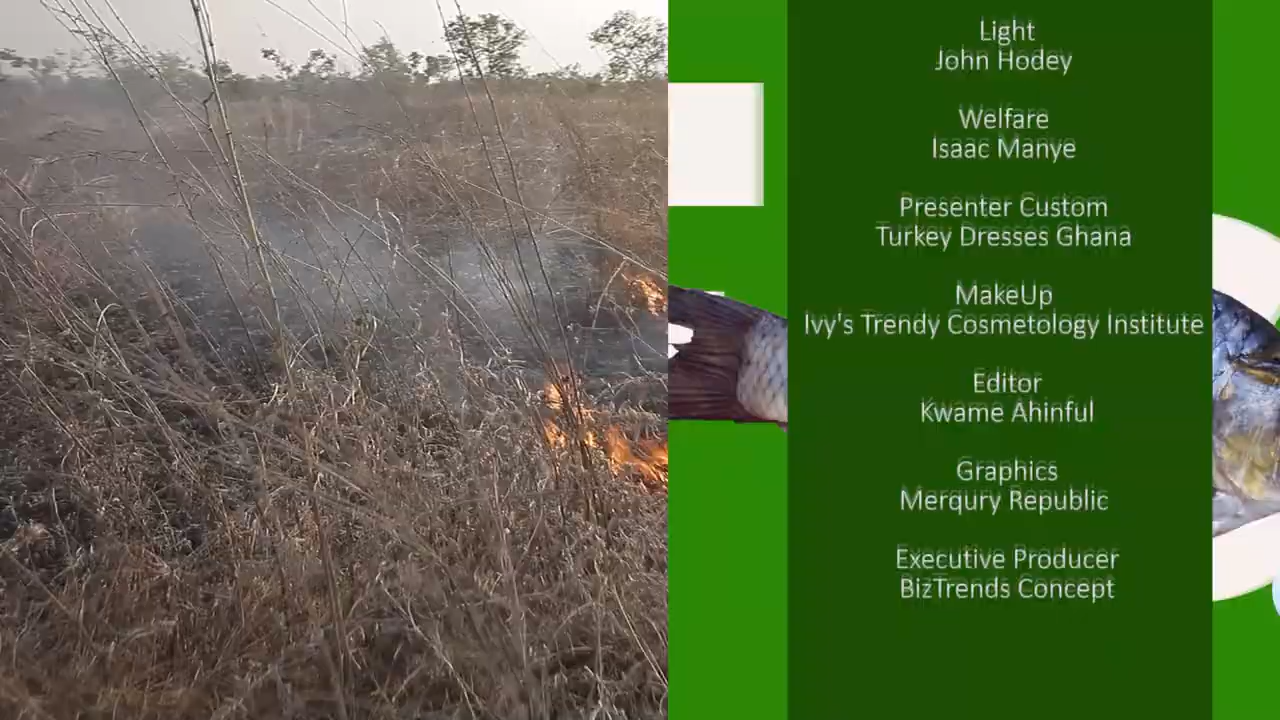 Light
John Hodey
Welfare
Isaac Manye
Presenter Custom
Turkey Dresses Ghana
MakeUp
Ivy's Trendy Cosmetology Institute
Editor
Kwame Ahinful
Graphics
Merqury Republic
Executive Producer
BizTrends Concept